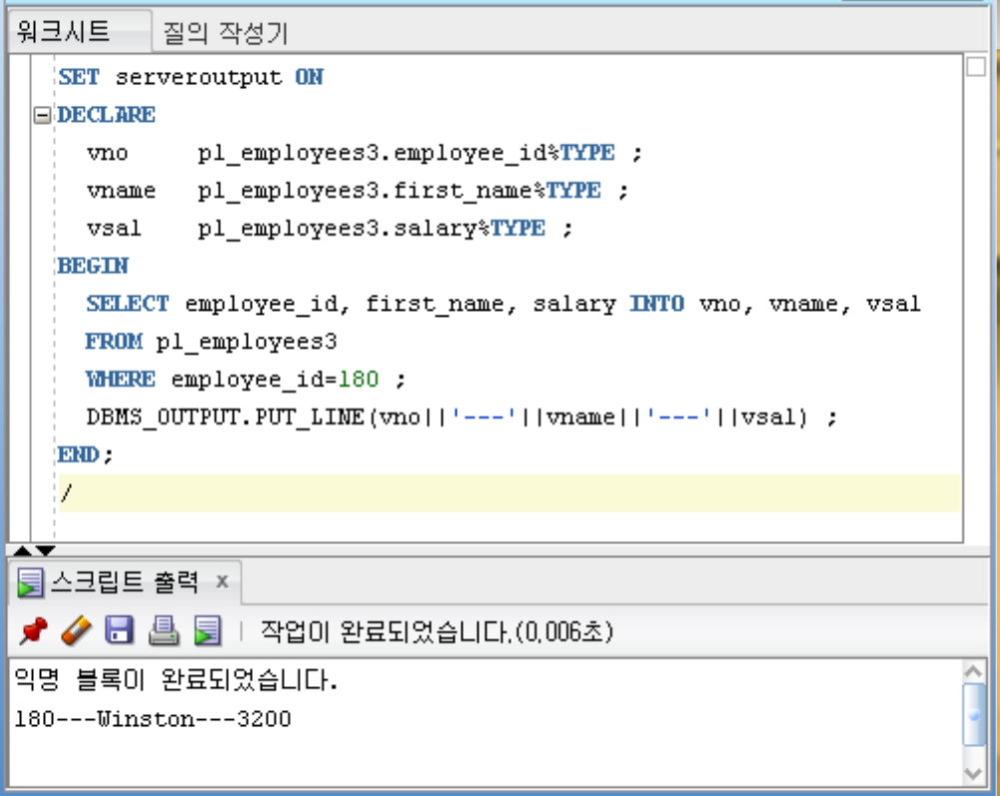 워크시트 질의 작성기
SET serveroutput ON
DECLARE
vno pl_employees3.employee_id%TYPE ;
vname pl_employees3.first_name%TYPE ;
vsal pl_employees3.salary%TYPE ;
BEGIN
SELECT employee_id, first_name, salary INTO vno, vname, vsal
FROM pl_employees3
WHERE employee_id=180 ;
DBMS_OUTPUT.PUT_LINE(vno||'---'||vname||'---'||vsal) ;
END;
/
스크립트 출력 x
작업이 완료되었습니다.(0,006초)
익명 블록이 완료되었습니다.
180---Winston---3200